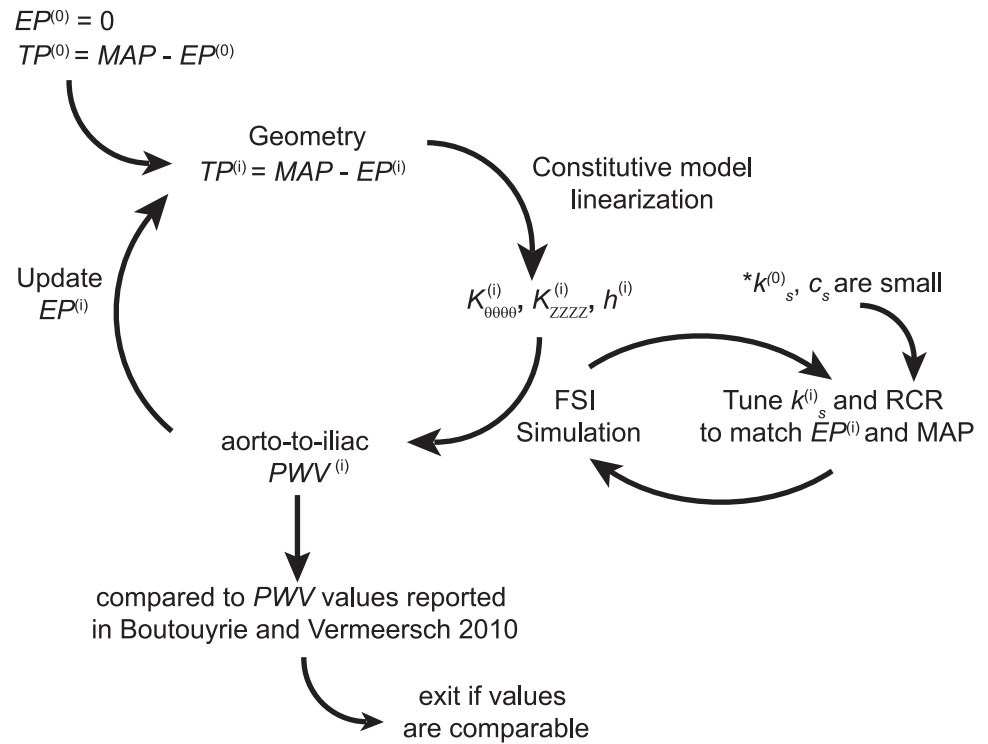 EP⁽⁰⁾ = 0
TP⁽⁰⁾ = MAP - EP⁽⁰⁾
Geometry
TP⁽ⁱ⁾ = MAP - EP⁽ⁱ⁾
Constitutive model
linearization
Update
EP⁽ⁱ⁾
K_θθθθ⁽ⁱ⁾, K_ZZZZ⁽ⁱ⁾, h⁽ⁱ⁾
*k⁽⁰⁾ₛ, cₛ are small
FSI
Simulation
Tune k⁽ⁱ⁾ₛ and RCR
to match EP⁽ⁱ⁾ and MAP
aorto-to-iliac
PWV ⁽ⁱ⁾
compared to PWV values reported
in Boutouyrie and Vermeersch 2010
exit if values
are comparable